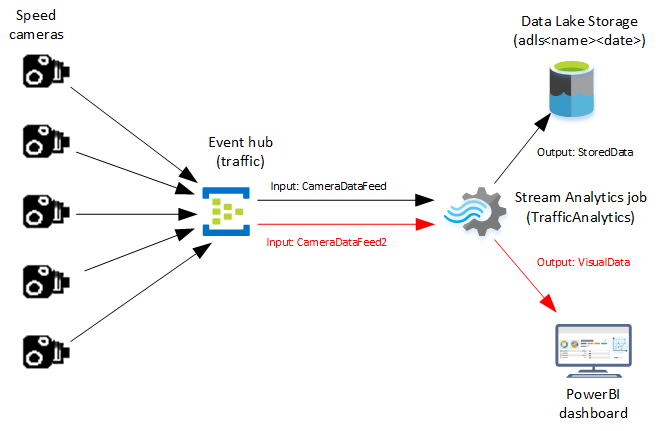 Speed
cameras
Data Lake Storage
(adls<name><date>)
Event hub
(traffic)
Output: StoredData
Input: CameraDataFeed
Stream Analytics job
(TrafficAnalytics)
Input: CameraDataFeed2
Output: VisualData
PowerBI
dashboard